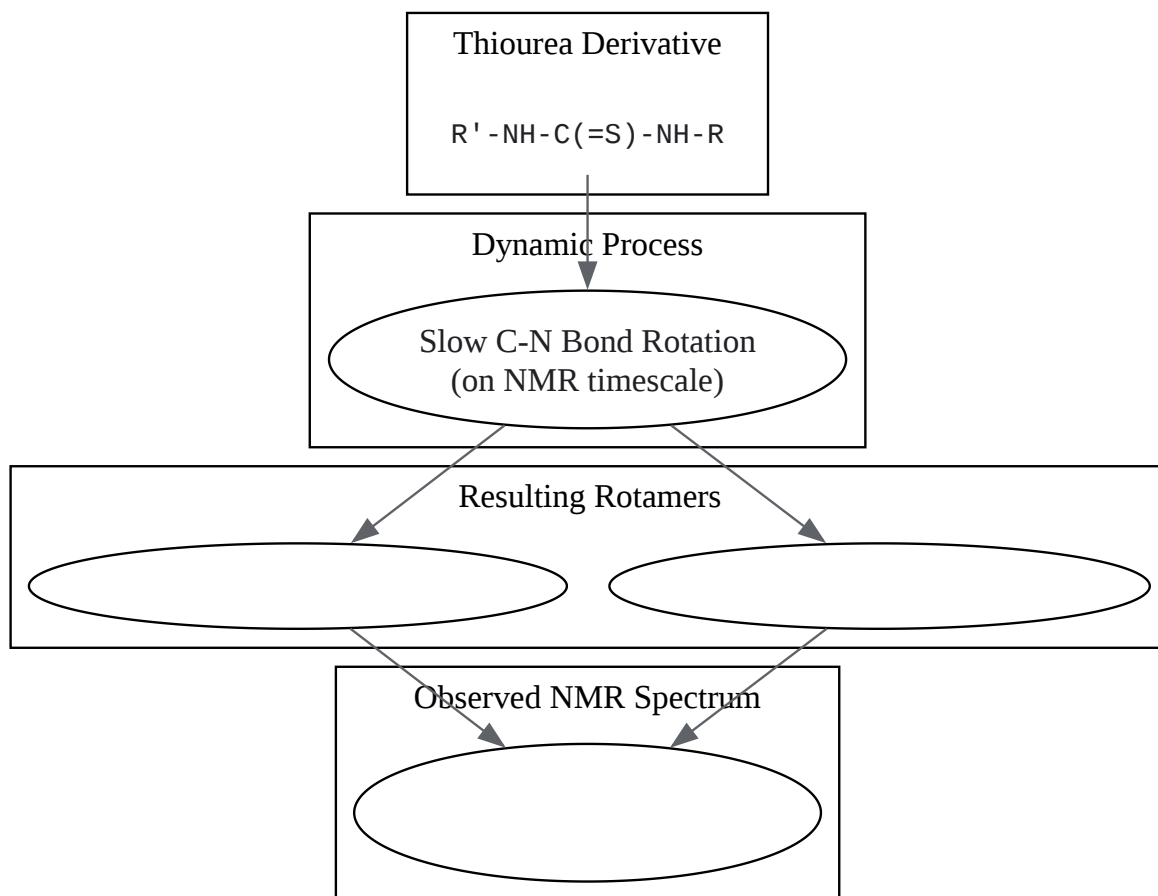 Thiourea Derivative
R'-NH-C(=S)-NH-R
Dynamic Process
Slow C-N Bond Rotation
(on NMR timescale)
Resulting Rotamers
Observed NMR Spectrum